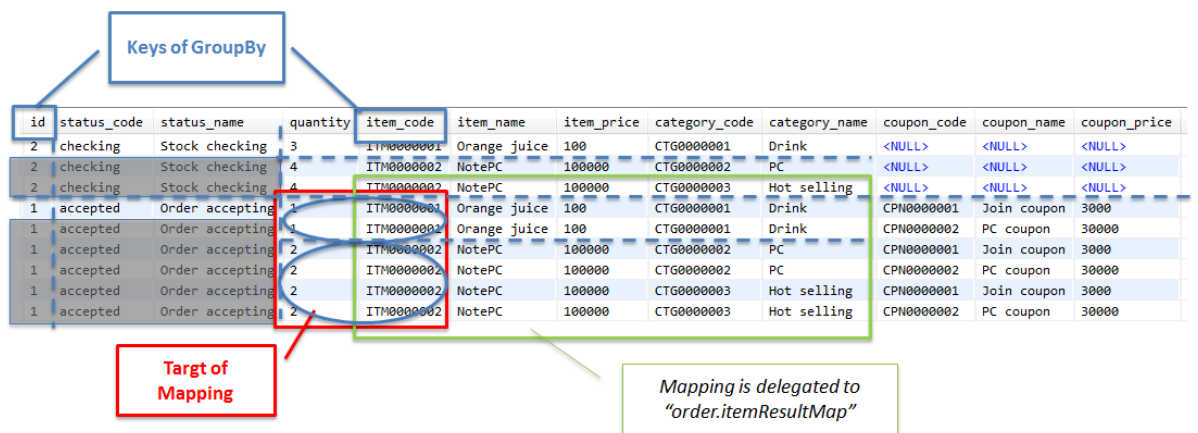 Keys of GroupBy
id status_code status_name quantity item_code item_name item_price category_code category_name coupon_code coupon_name coupon_price
2 checking Stock checking 3 ITM0000001 Orange juice 100 CTG0000001 Drink <NULL> <NULL> <NULL>
2 checking Stock checking 4 ITM0000002 NotePC 100000 CTG0000002 PC <NULL> <NULL> <NULL>
2 checking Stock checking 4 ITM0000002 NotePC 100000 CTG0000003 Hot selling <NULL> <NULL> <NULL>
1 accepted Order accepting 1 ITM0000001 Orange juice 100 CTG0000001 Drink CPN0000001 Join coupon 3000
1 accepted Order accepting 1 ITM0000001 Orange juice 100 CTG0000001 Drink CPN0000002 PC coupon 30000
1 accepted Order accepting 2 ITM0000002 NotePC 100000 CTG0000002 PC CPN0000001 Join coupon 3000
1 accepted Order accepting 2 ITM0000002 NotePC 100000 CTG0000002 PC CPN0000002 PC coupon 30000
1 accepted Order accepting 2 ITM0000002 NotePC 100000 CTG0000003 Hot selling CPN0000001 Join coupon 3000
1 accepted Order accepting 2 ITM0000002 NotePC 100000 CTG0000003 Hot selling CPN0000002 PC coupon 30000
Targt of
Mapping
Mapping is delegated to
“order.itemResultMap”